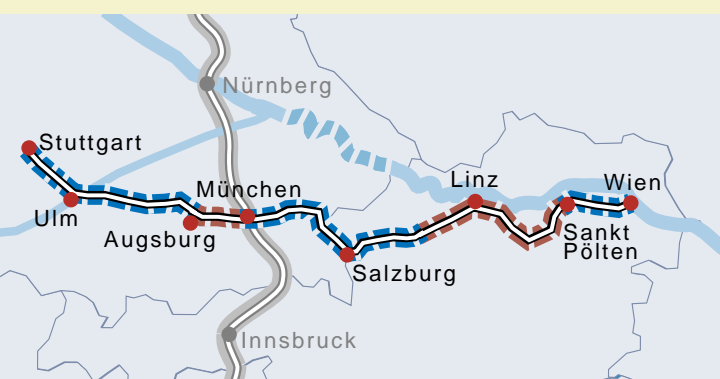 Nürnberg
Stuttgart
Linz
Wien
München
Ulm
Augsburg
Sankt
Pölten
Salzburg
Innsbruck